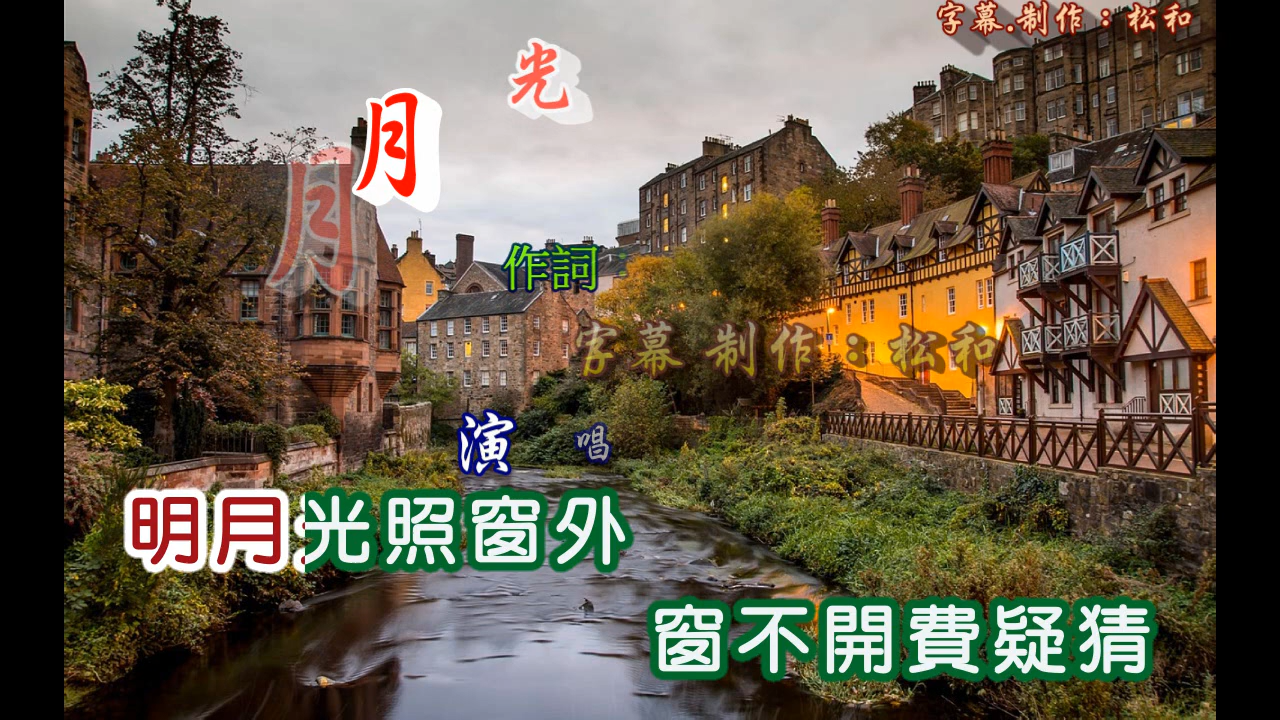 字幕.制作：松和
月月光
作詞：
字幕 制作：松和
演唱
明月光照窗外
窗不開費疑猜